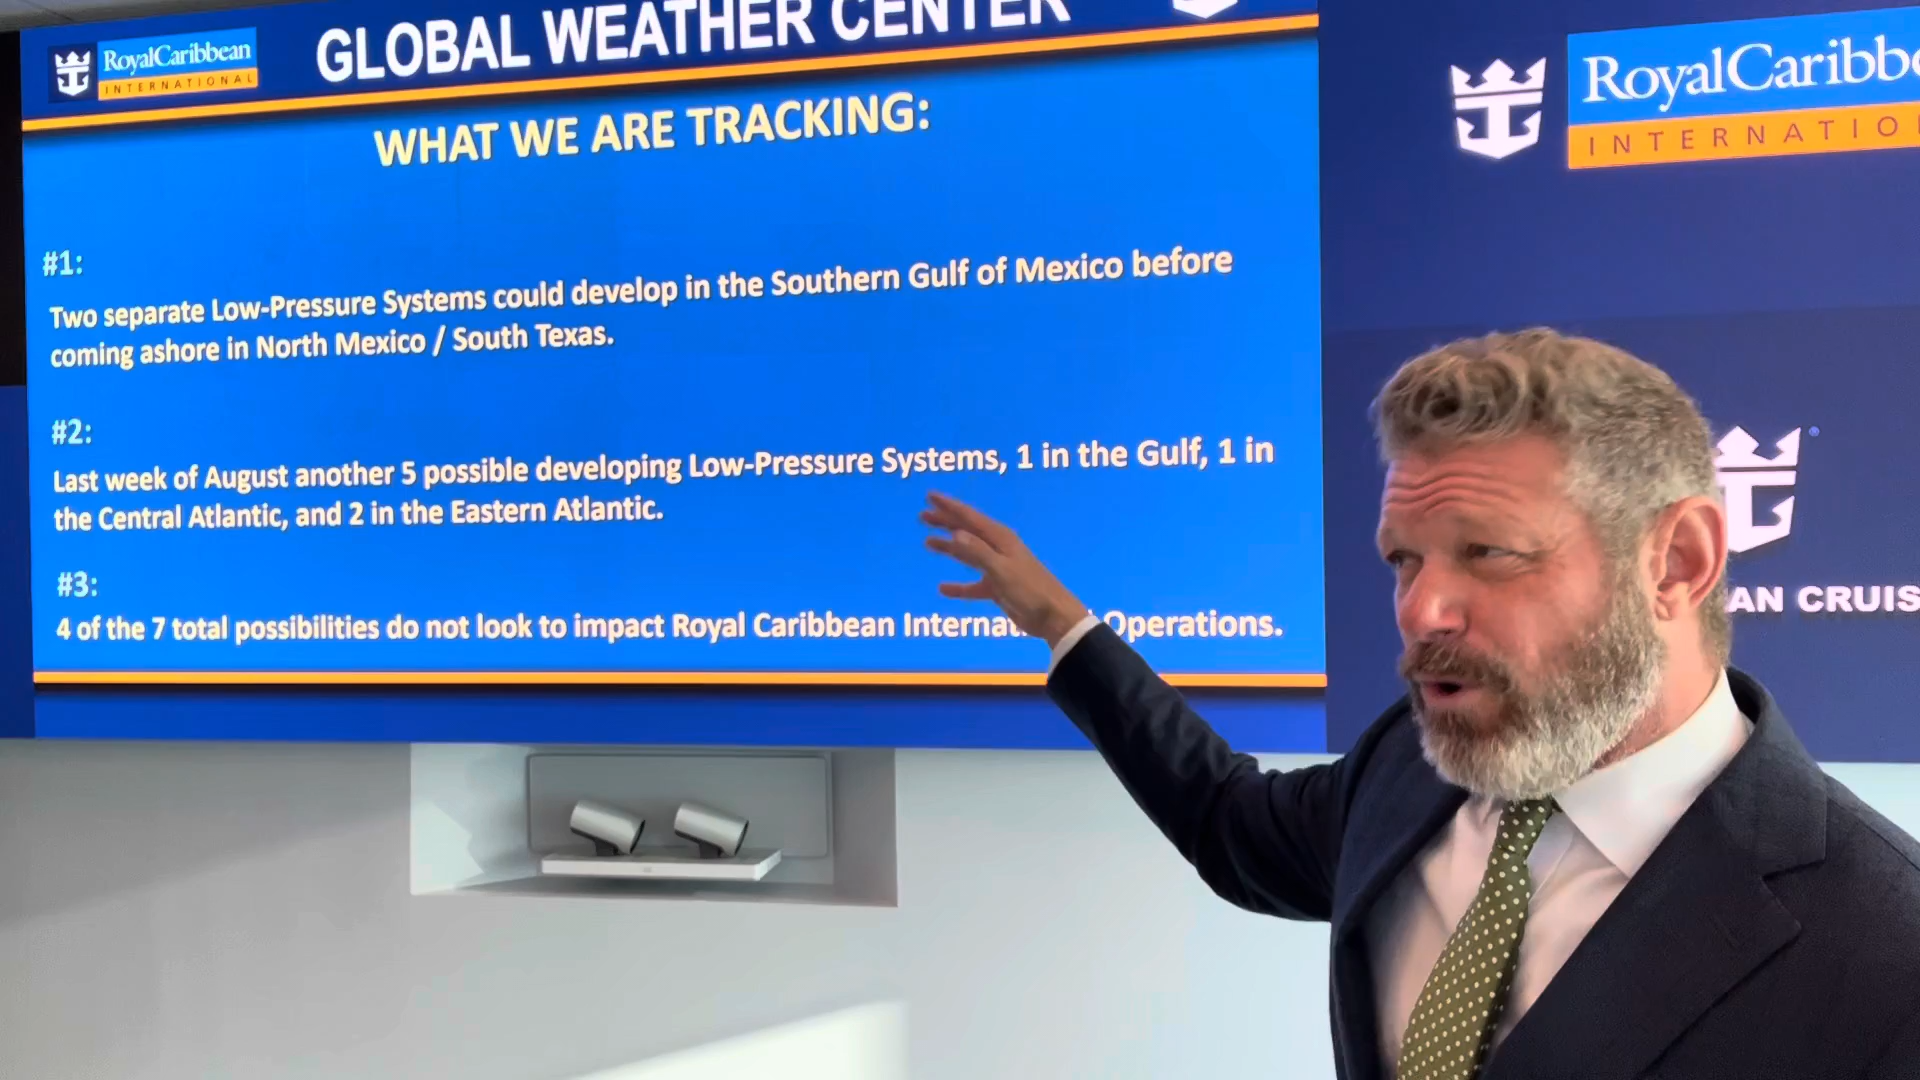 RoyalCaribbean
INTERNATIONAL
GLOBAL WEATHER CENTER
WHAT WE ARE TRACKING:
#1:
Two separate Low-Pressure Systems could develop in the Southern Gulf of Mexico before
coming ashore in North Mexico / South Texas.
#2:
Last week of August another 5 possible developing Low-Pressure Systems, 1 in the Gulf, 1 in
the Central Atlantic, and 2 in the Eastern Atlantic.
#3:
4 of the 7 total possibilities do not look to impact Royal Caribbean Internat Operations.
RoyalCaribbe
INTERNATIO
®
AN CRUIS